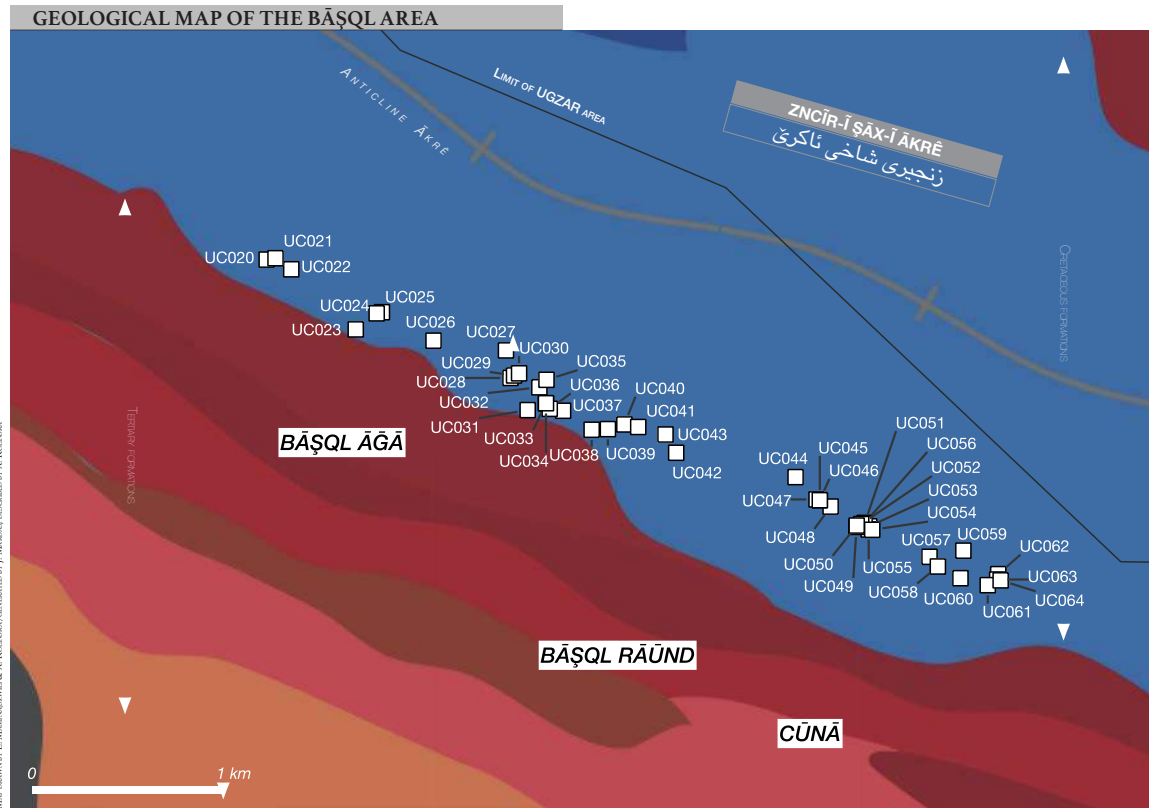 GEOLOGICAL MAP OF THE BĀŞQL AREA
ANTICLINE ĀKRÊ
LIMIT OF UGZAR AREA
ZNCĪR-Ī ŞĀX-Ī ĀKRÊ
زنجیری شاخی ئاکرێ
CRETACEOUS FORMATIONS
TERTIARY FORMATIONS
UC020
UC021
UC022
UC023
UC024
UC025
UC026
UC027
UC028
UC029
UC030
UC031
UC032
UC033
UC034
UC035
UC036
UC037
UC038
UC039
UC040
UC041
UC042
UC043
UC044
UC045
UC046
UC047
UC048
UC049
UC050
UC051
UC056
UC052
UC053
UC054
UC055
UC057
UC058
UC059
UC060
UC061
UC062
UC063
UC064
BĀŞQL ĀĞĀ
BĀŞQL RĀŪND
CŪNĀ
0 1 km